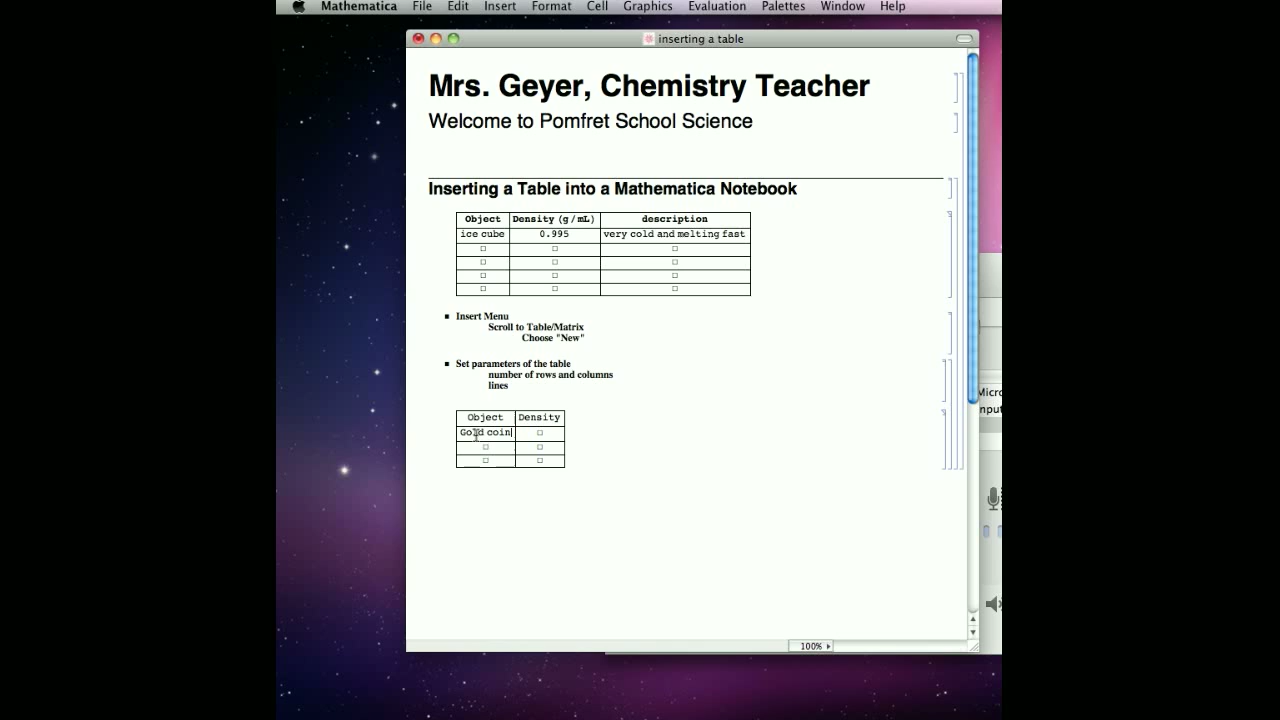 Mathematica File Edit Insert Format Cell Graphics Evaluation Palettes Window Help
inserting a table
Mrs. Geyer, Chemistry Teacher
Welcome to Pomfret School Science
Inserting a Table into a Mathematica Notebook
Object Density (g / mL) description
ice cube 0.995 very cold and melting fast
Insert Menu
Scroll to Table/Matrix
Choose "New"
Set parameters of the table
number of rows and columns
lines
Object Density
Gold coin
Micro
nput
100%